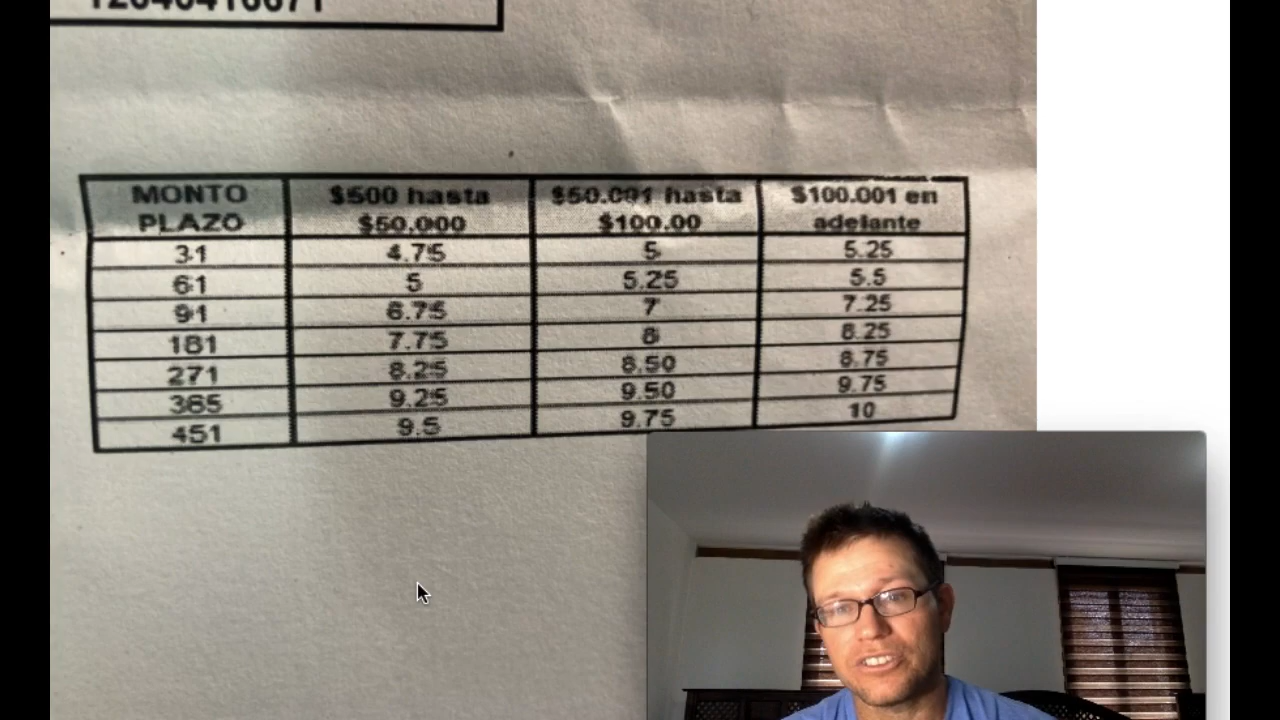 MONTO PLAZO $500 hasta $50.000 $50.001 hasta $100.00 $100.001 en adelante
31 4.75 5 5.25
61 5 5.25 5.5
91 6.75 7 7.25
181 7.75 8 8.25
271 8.25 8.50 8.75
365 9.25 9.50 9.75
451 9.5 9.75 10